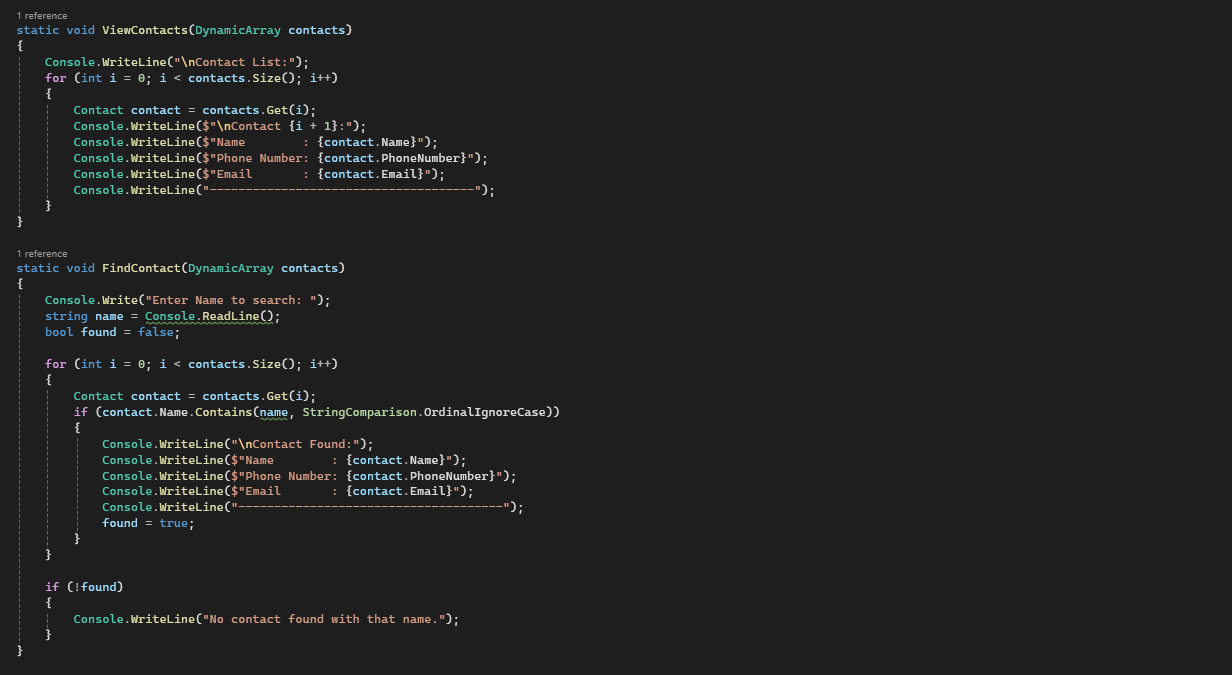 1 reference
static void ViewContacts(DynamicArray contacts)
{
    Console.WriteLine("\nContact List:");
    for (int i = 0; i < contacts.Size(); i++)
    {
        Contact contact = contacts.Get(i);
        Console.WriteLine($"\nContact {i + 1}:");
        Console.WriteLine($"Name        : {contact.Name}");
        Console.WriteLine($"Phone Number: {contact.PhoneNumber}");
        Console.WriteLine($"Email       : {contact.Email}");
        Console.WriteLine("-------------------------------------");
    }
}
1 reference
static void FindContact(DynamicArray contacts)
{
    Console.Write("Enter Name to search: ");
    string name = Console.ReadLine();
    bool found = false;
    for (int i = 0; i < contacts.Size(); i++)
    {
        Contact contact = contacts.Get(i);
        if (contact.Name.Contains(name, StringComparison.OrdinalIgnoreCase))
        {
            Console.WriteLine("\nContact Found:");
            Console.WriteLine($"Name        : {contact.Name}");
            Console.WriteLine($"Phone Number: {contact.PhoneNumber}");
            Console.WriteLine($"Email       : {contact.Email}");
            Console.WriteLine("-------------------------------------");
            found = true;
        }
    }
    if (!found)
    {
        Console.WriteLine("No contact found with that name.");
    }
}